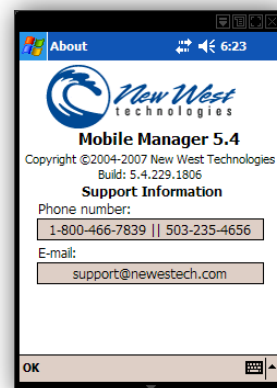 About 6:23
New West
technologies
Mobile Manager 5.4
Copyright ©2004-2007 New West Technologies
Build: 5.4.229.1806
Support Information
Phone number:
1-800-466-7839 || 503-235-4656
E-mail:
support@newestech.com
OK